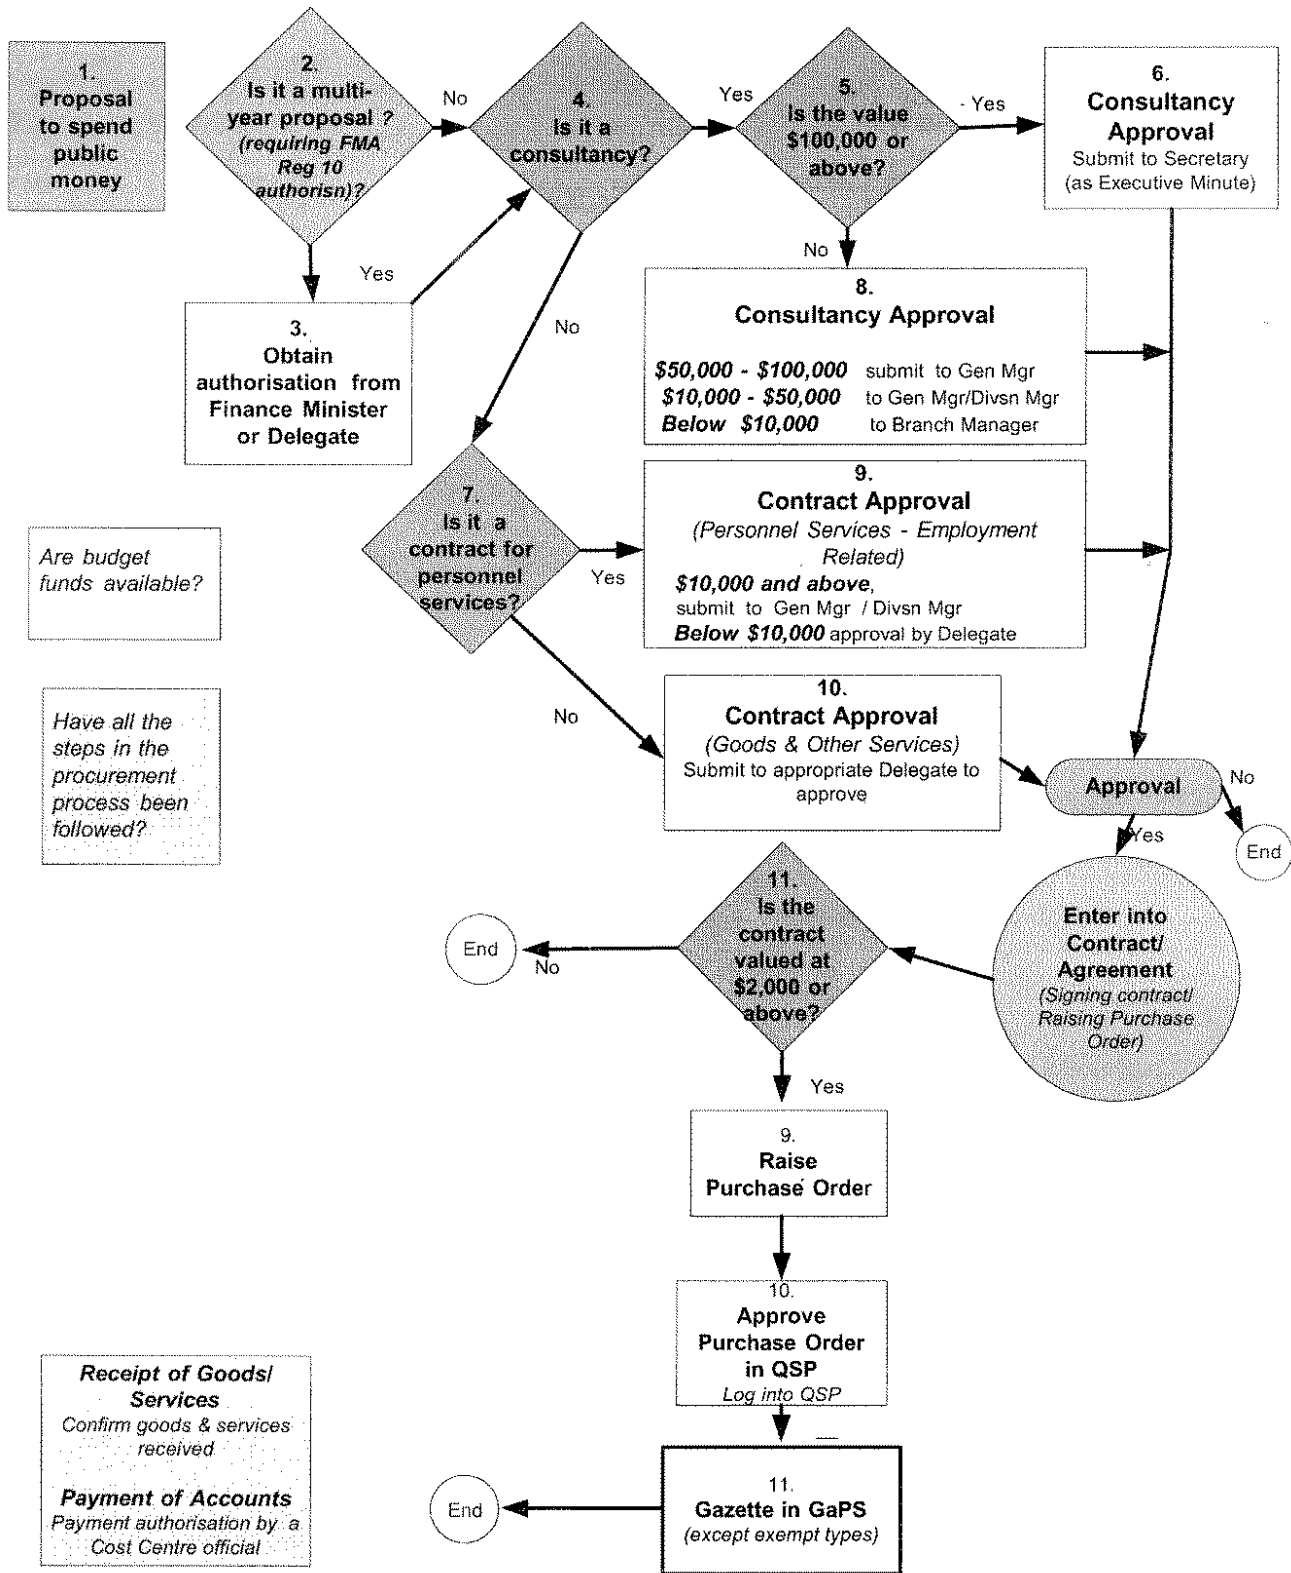 1.
Proposal
to spend
public
money
2.
Is it a multi-
year proposal ?
(requiring FMA
Reg 10
authorisn)?
No
Yes
3.
Obtain
authorisation from
Finance Minister
or Delegate
4.
Is it a
consultancy?
Yes
No
5.
Is the value
$100,000 or
above?
- Yes
No
6.
Consultancy
Approval
Submit to Secretary
(as Executive Minute)
8.
Consultancy Approval
$50,000 - $100,000 submit to Gen Mgr
$10,000 - $50,000 to Gen Mgr/Divsn Mgr
Below $10,000 to Branch Manager
7.
Is it a
contract for
personnel
services?
Yes
No
9.
Contract Approval
(Personnel Services - Employment
Related)
$10,000 and above,
submit to Gen Mgr / Divsn Mgr
Below $10,000 approval by Delegate
Are budget
funds available?
Have all the
steps in the
procurement
process been
followed?
10.
Contract Approval
(Goods & Other Services)
Submit to appropriate Delegate to
approve
Approval
No
End
Yes
Enter into
Contract/
Agreement
(Signing contract/
Raising Purchase
Order)
11.
Is the
contract
valued at
$2,000 or
above?
No
End
Yes
9.
Raise
Purchase Order
10.
Approve
Purchase Order
in QSP
Log into QSP
11.
Gazette in GaPS
(except exempt types)
End
Receipt of Goods/
Services
Confirm goods & services
received
Payment of Accounts
Payment authorisation by a
Cost Centre official